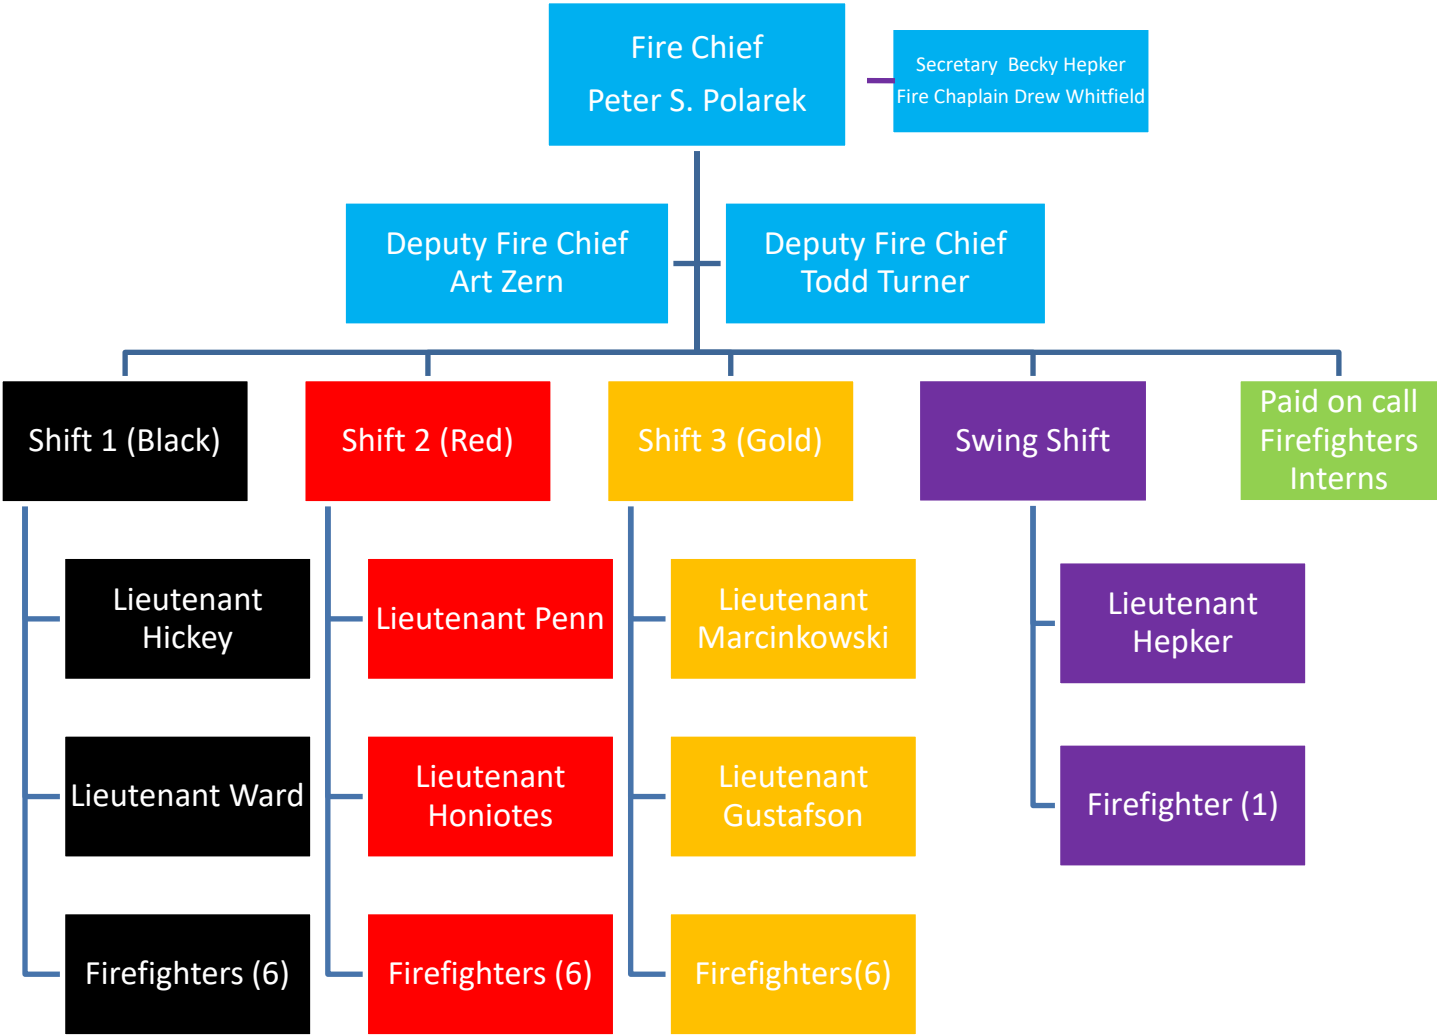 Fire Chief
Peter S. Polarek
Secretary  Becky Hepker
Fire Chaplain Drew Whitfield
Deputy Fire Chief
Art Zern
Deputy Fire Chief
Todd Turner
Shift 1 (Black)
Shift 2 (Red)
Shift 3 (Gold)
Swing Shift
Paid on call
Firefighters
Interns
Lieutenant
Hickey
Lieutenant Penn
Lieutenant
Marcinkowski
Lieutenant
Hepker
Lieutenant Ward
Lieutenant
Honiotes
Lieutenant
Gustafson
Firefighter (1)
Firefighters (6)
Firefighters (6)
Firefighters(6)